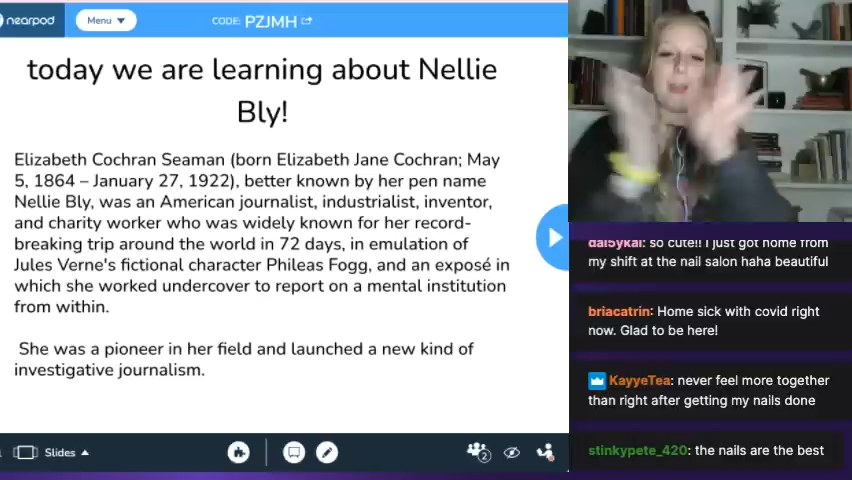 nearpod
Menu
CODE: PZJMH
today we are learning about Nellie
Bly!
Elizabeth Cochran Seaman (born Elizabeth Jane Cochran; May
5, 1864 – January 27, 1922), better known by her pen name
Nellie Bly, was an American journalist, industrialist, inventor,
and charity worker who was widely known for her record-
breaking trip around the world in 72 days, in emulation of
Jules Verne's fictional character Phileas Fogg, and an exposé in
which she worked undercover to report on a mental institution
from within.
She was a pioneer in her field and launched a new kind of
investigative journalism.
Slides
2
dal5ykal: so cute!! I just got home from
my shift at the nail salon haha beautiful
briacatrin: Home sick with covid right
now. Glad to be here!
KayyeTea: never feel more together
than right after getting my nails done
stinkypete_420: the nails are the best